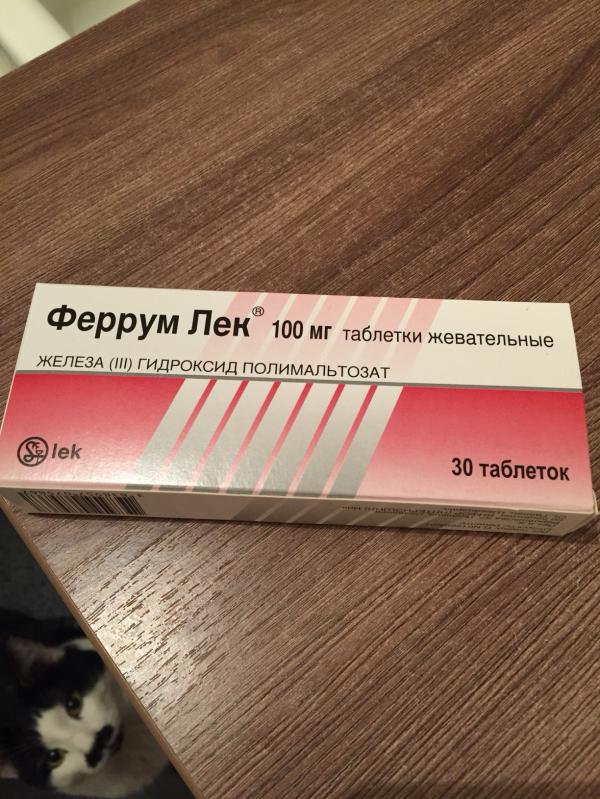 Феррум Лек® 100 мг таблетки жевательные
ЖЕЛЕЗА (III) ГИДРОКСИД ПОЛИМАЛЬТОЗАТ
lek
30 таблеток